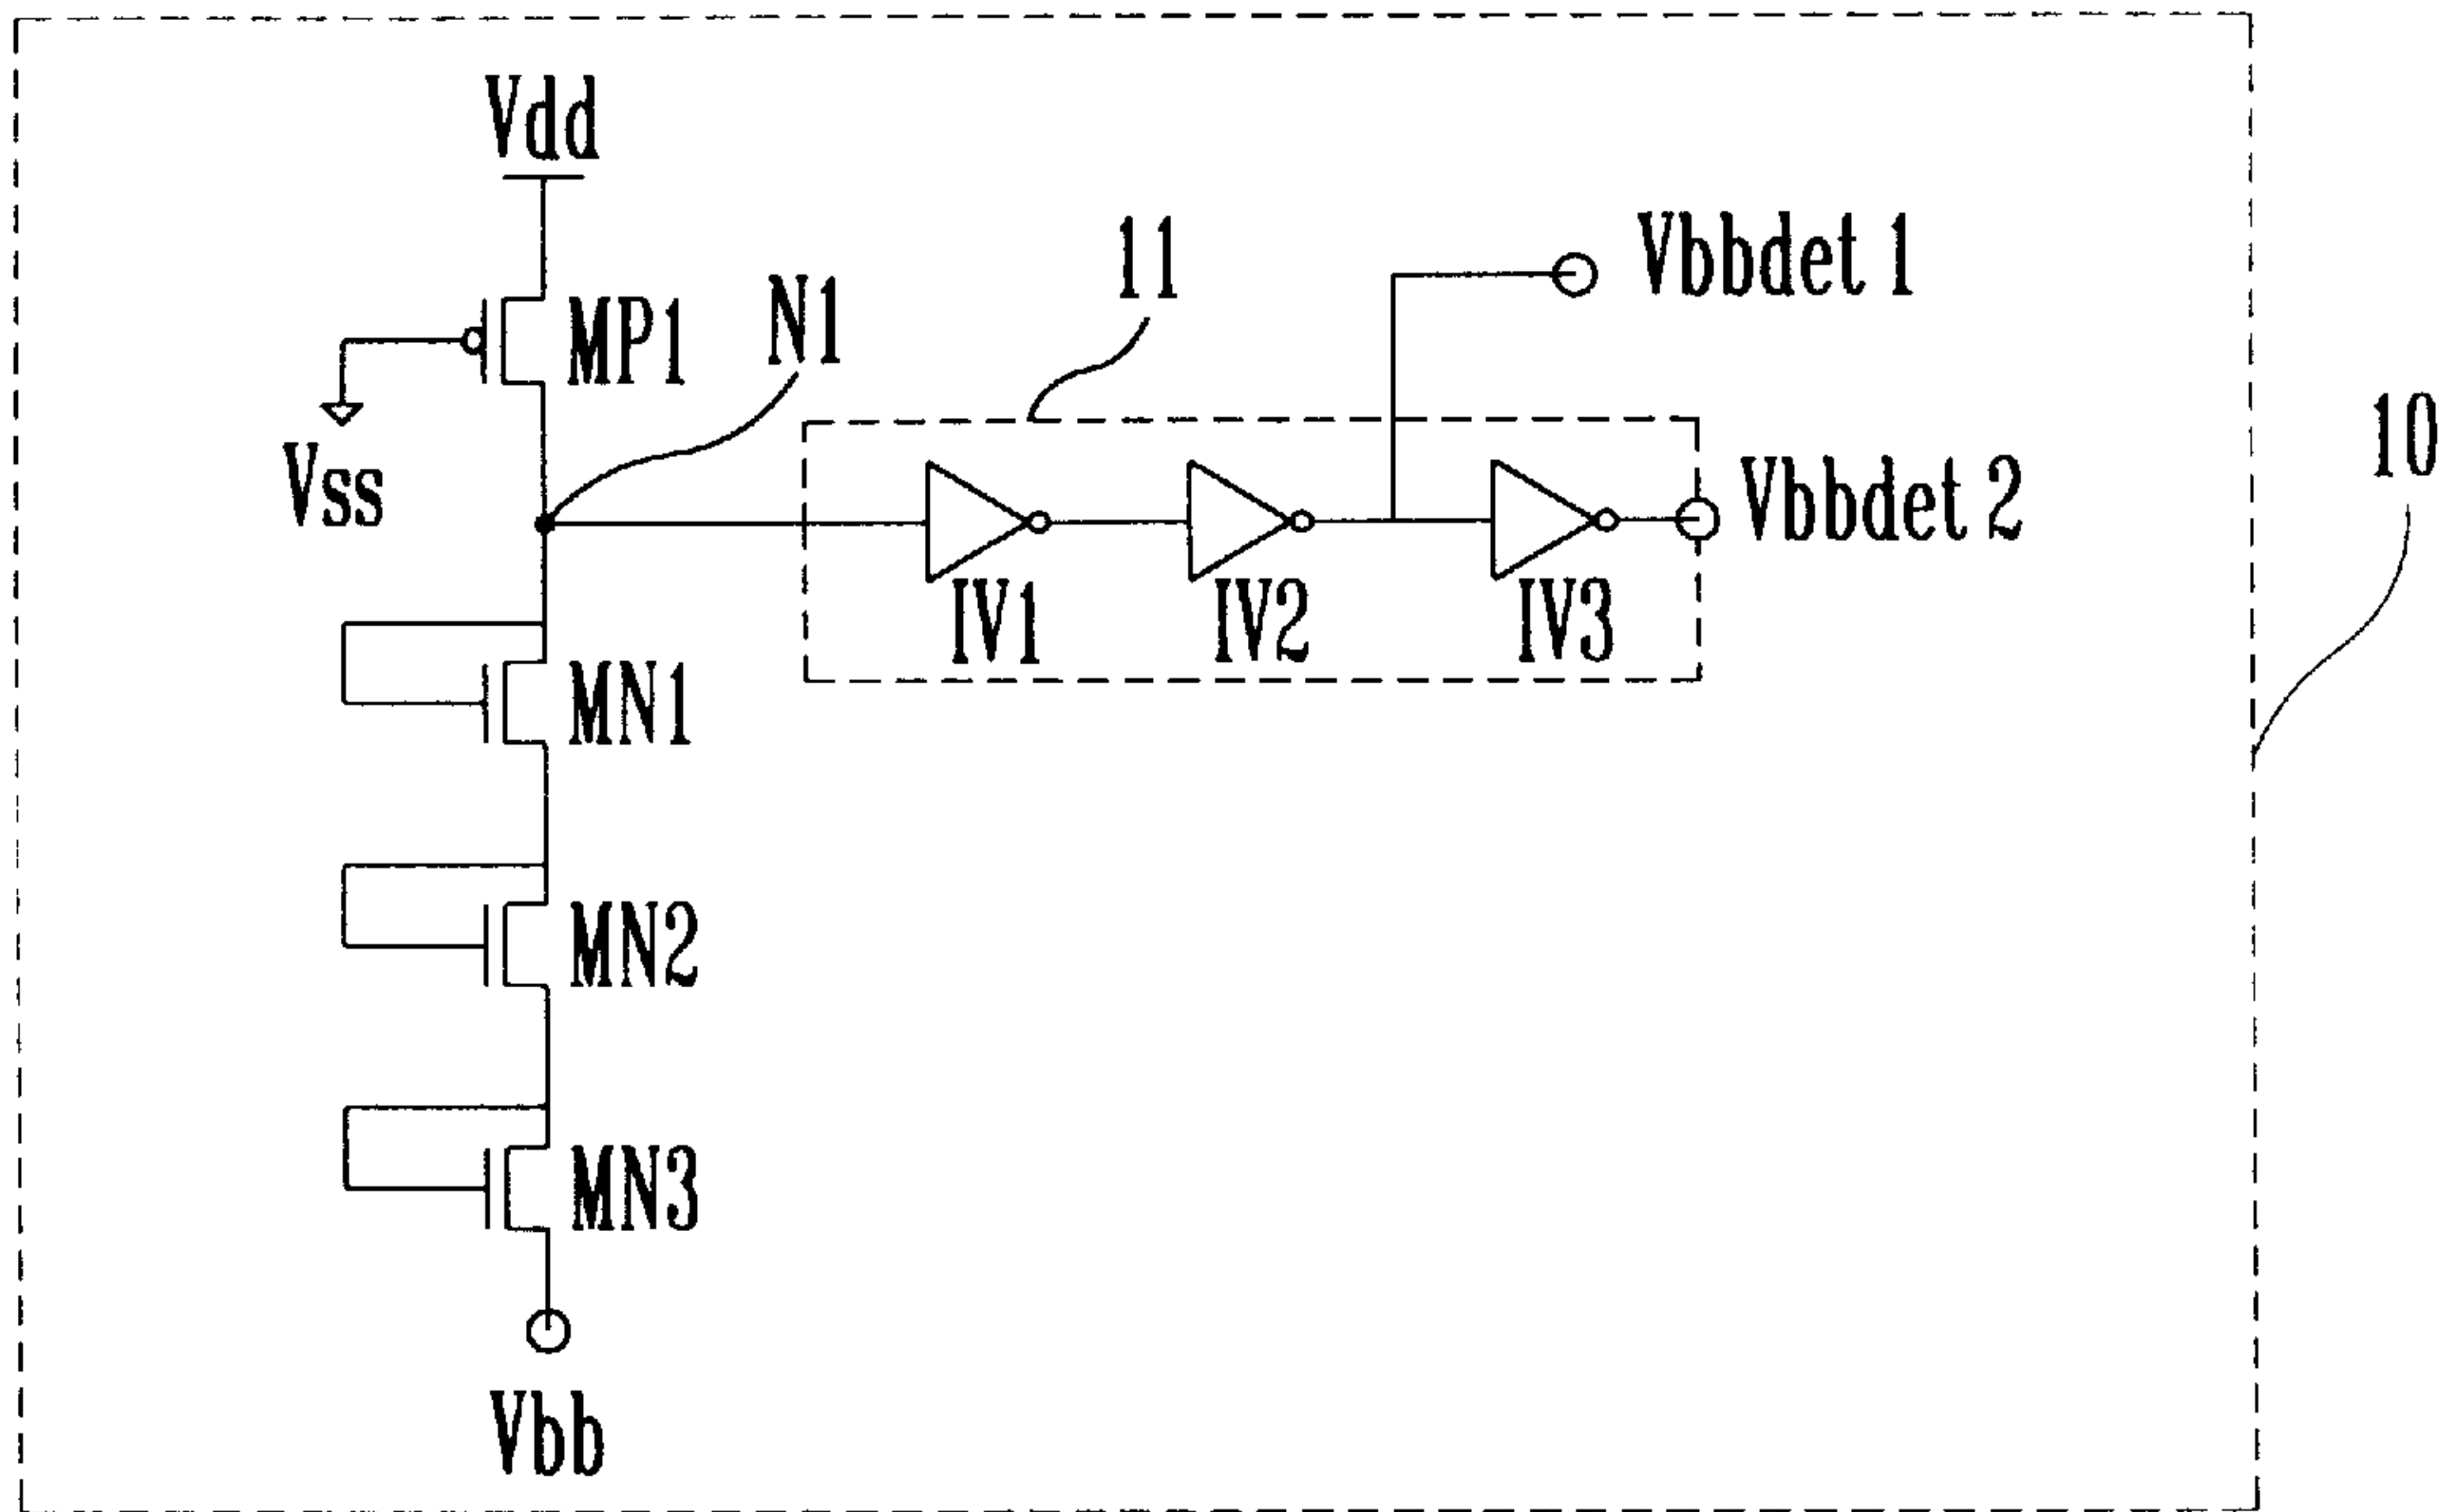 Vdd
11
Vbbdet 1
N1
MP1
10
Vss
Vbbdet 2
IV1
IV2
IV3
MN1
MN2
MN3
Vbb